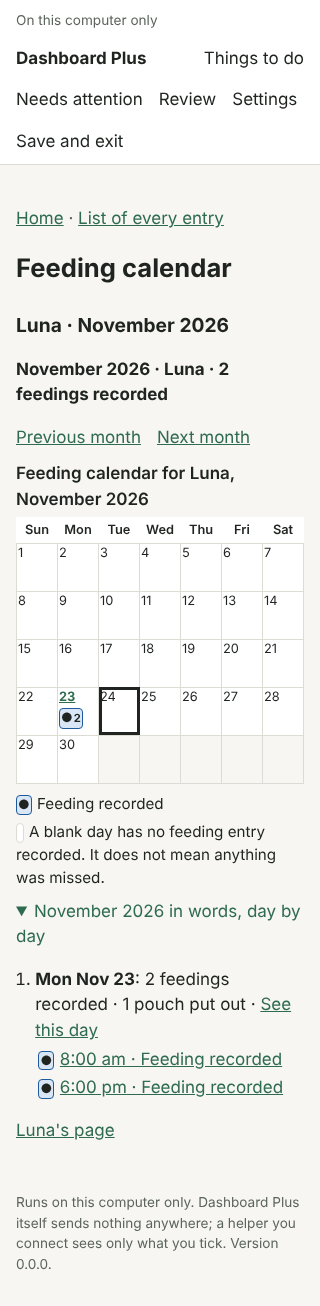 On this computer only
Dashboard Plus Things to do
Needs attention Review Settings
Save and exit
Home · List of every entry
Feeding calendar
Luna · November 2026
November 2026 · Luna · 2
feedings recorded
Previous month Next month
Feeding calendar for Luna,
November 2026
Sun Mon Tue Wed Thu Fri Sat
1 2 3 4 5 6 7
8 9 10 11 12 13 14
15 16 17 18 19 20 21
22 23 24 25 26 27 28
2
29 30
Feeding recorded
A blank day has no feeding entry
recorded. It does not mean anything
was missed.
▼ November 2026 in words, day by
day
1. Mon Nov 23: 2 feedings
recorded · 1 pouch put out · See
this day
8:00 am · Feeding recorded
6:00 pm · Feeding recorded
Luna's page
Runs on this computer only. Dashboard Plus
itself sends nothing anywhere; a helper you
connect sees only what you tick. Version
0.0.0.